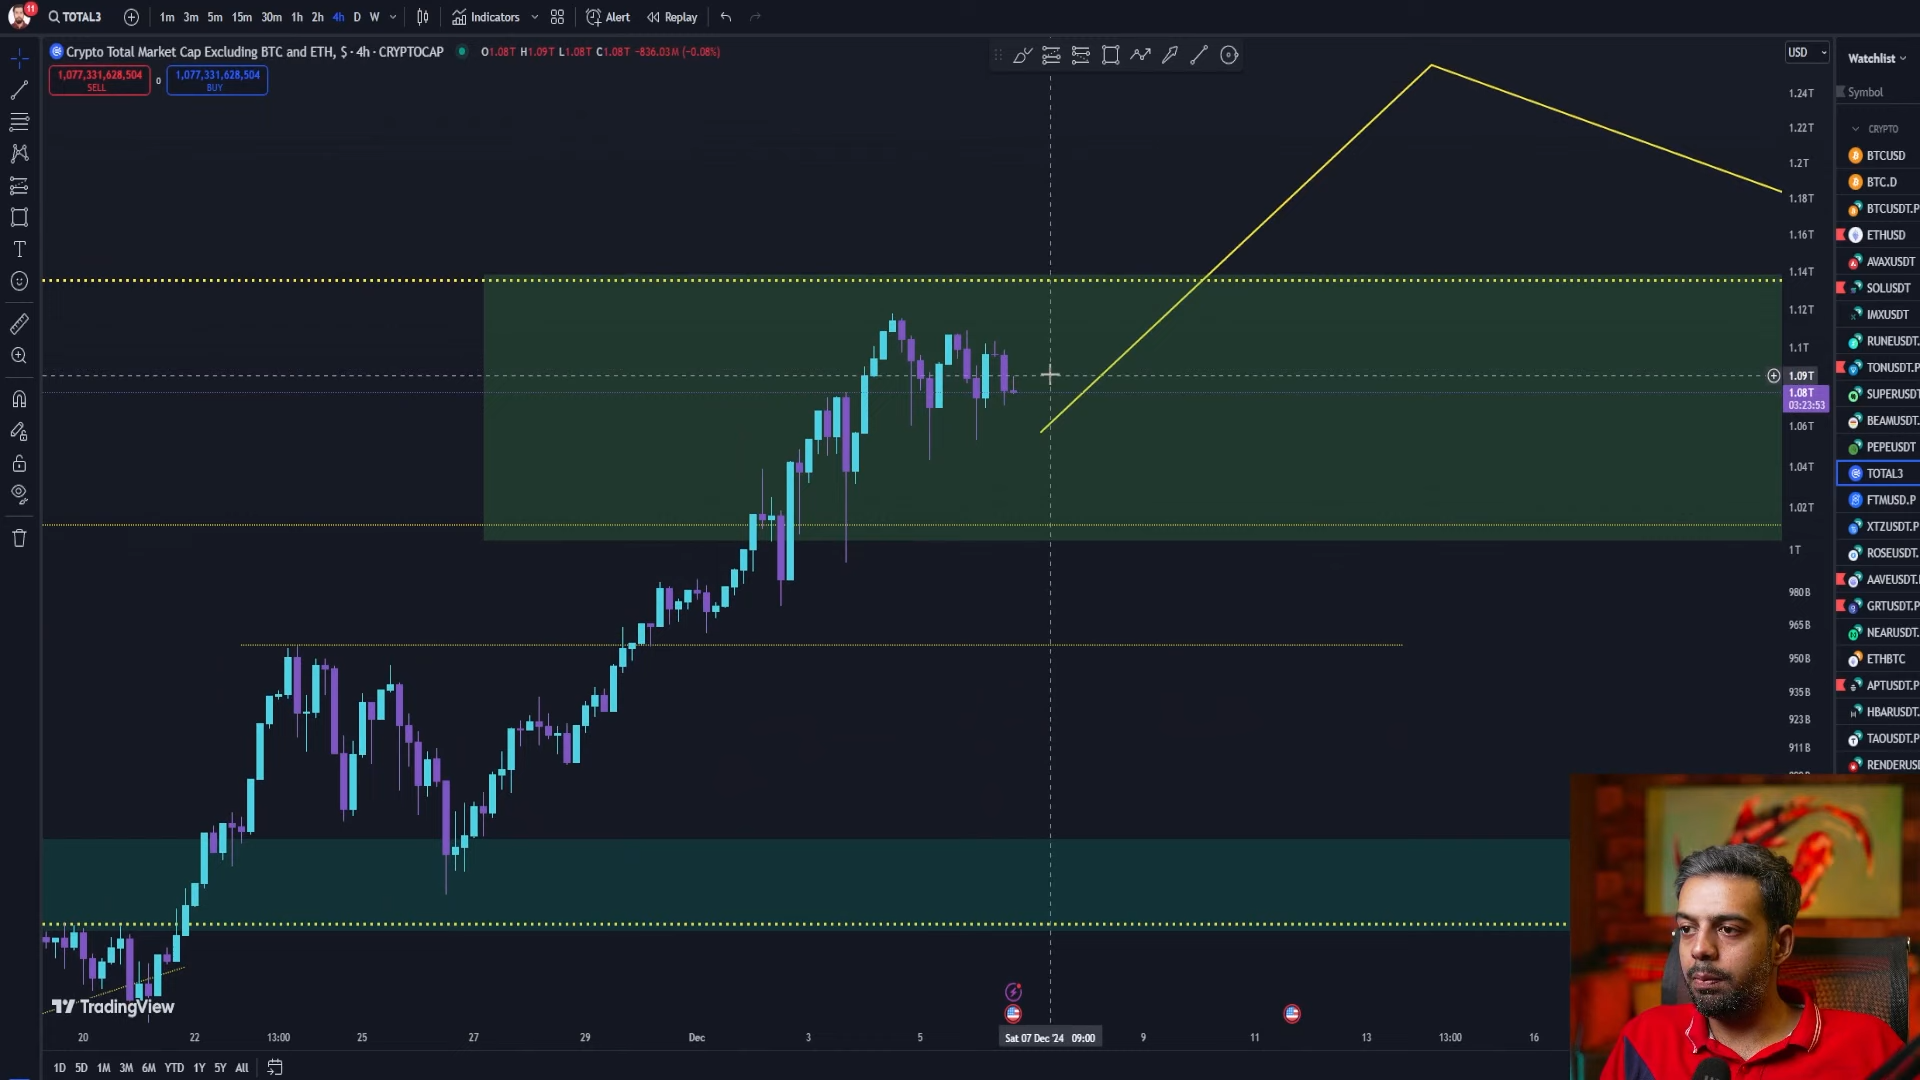 11
TOTAL3
1m 3m 5m 15m 30m 1h 2h 4h D W
Indicators
Alert
Replay
Crypto Total Market Cap Excluding BTC and ETH, $ · 4h · CRYPTOCAP
O1.08T H1.09T L1.08T C1.08T −836.03M (−0.08%)
1,077,331,628,504
SELL
0
1,077,331,628,504
BUY
USD
1.24T
1.22T
1.2T
1.18T
1.16T
1.14T
1.12T
1.1T
1.09T
1.08T
03:23:53
1.06T
1.04T
1.02T
1T
980B
965B
950B
935B
923B
911B
Watchlist
Symbol
CRYPTO
BTCUSD
BTC.D
BTCUSDT.P
ETHUSD
AVAXUSDT
SOLUSDT
IMXUSDT
RUNEUSDT.
TONUSDT.P
SUPERUSDT
BEAMUSDT.
PEPEUSDT
TOTAL3
FTMUSD.P
XTZUSDT.P
ROSEUSDT.
AAVEUSDT.
GRTUSDT.P
NEARUSDT.
ETHBTC
APTUSDT.P
HBARUSDT.
TAOUSDT.P
RENDERUS
TradingView
20 22 13:00 25 27 29 Dec 3 5 Sat 07 Dec '24 09:00 9 11 13 13:00 16
1D 5D 1M 3M 6M YTD 1Y 5Y All